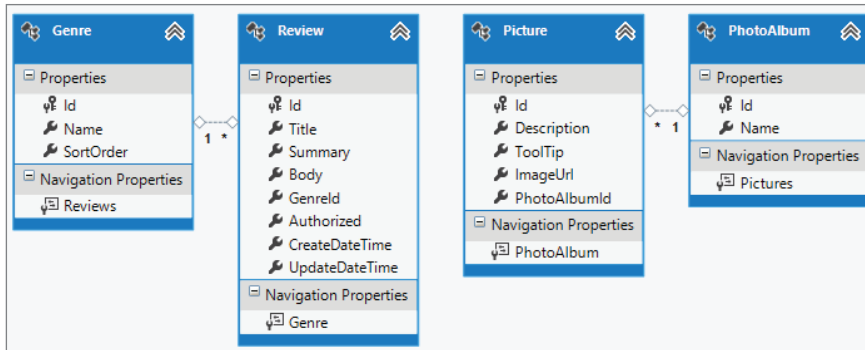 Genre
Properties
Id
Name
SortOrder
Navigation Properties
Reviews
1 *
Review
Properties
Id
Title
Summary
Body
GenreId
Authorized
CreateDateTime
UpdateDateTime
Navigation Properties
Genre
Picture
Properties
Id
Description
ToolTip
ImageUrl
PhotoAlbumId
Navigation Properties
PhotoAlbum
* 1
PhotoAlbum
Properties
Id
Name
Navigation Properties
Pictures